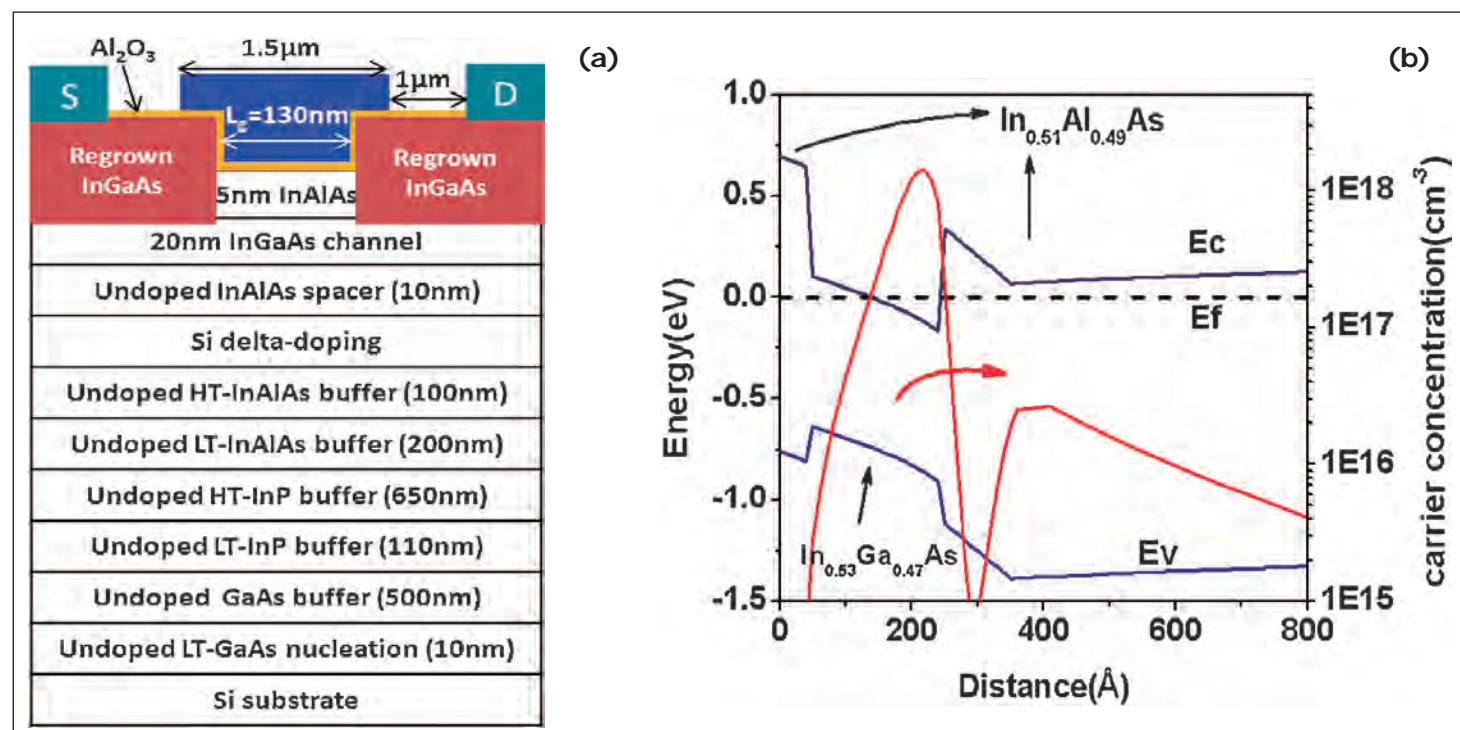 (a)
Al2O3
1.5µm
1µm
S
D
Lg=130nm
Regrown
InGaAs
Regrown
InGaAs
5nm InAlAs
20nm InGaAs channel
Undoped InAlAs spacer (10nm)
Si delta-doping
Undoped HT-InAlAs buffer (100nm)
Undoped LT-InAlAs buffer (200nm)
Undoped HT-InP buffer (650nm)
Undoped LT-InP buffer (110nm)
Undoped GaAs buffer (500nm)
Undoped LT-GaAs nucleation (10nm)
Si substrate
(b)
Energy(eV)
1.0
0.5
0.0
-0.5
-1.0
-1.5
In0.51Al0.49As
Ec
Ef
In0.53Ga0.47As
Ev
1E18
1E17
1E16
1E15
carrier concentration(cm-3)
0
200
400
600
800
Distance(Å)